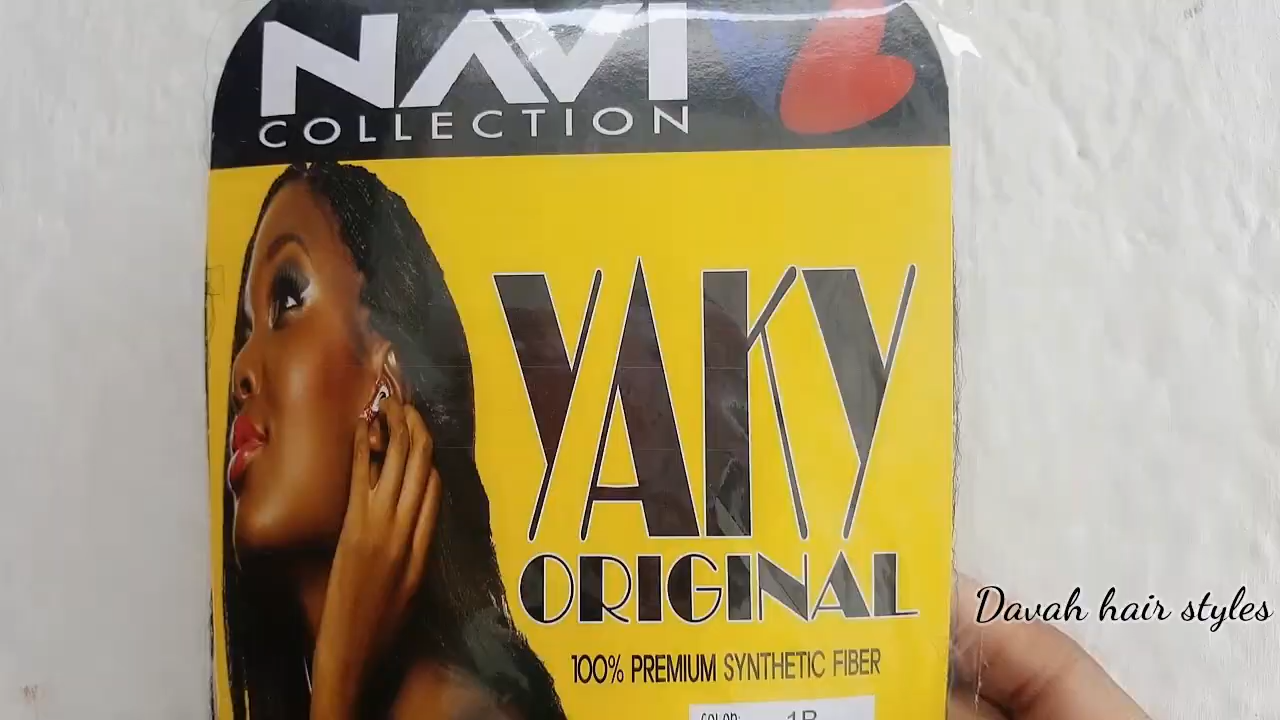 NAVI
COLLECTION
YAKY
ORIGINAL
100% PREMIUM SYNTHETIC FIBER
COLOR: 1B
Davah hair styles